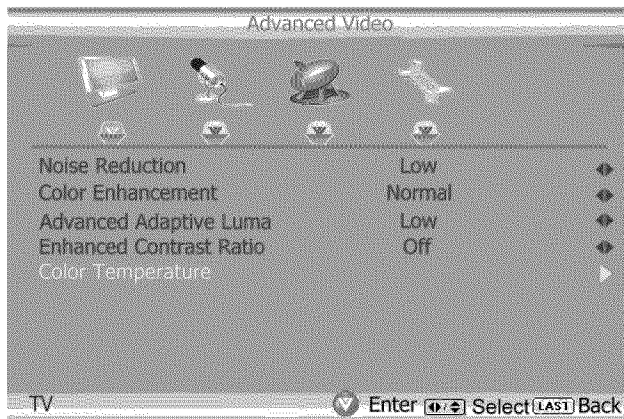 Advanced Video
Noise Reduction Low
Color Enhancement Normal
Advanced Adaptive Luma Low
Enhanced Contrast Ratio Off
Color Temperature
TV Enter Select LAST Back